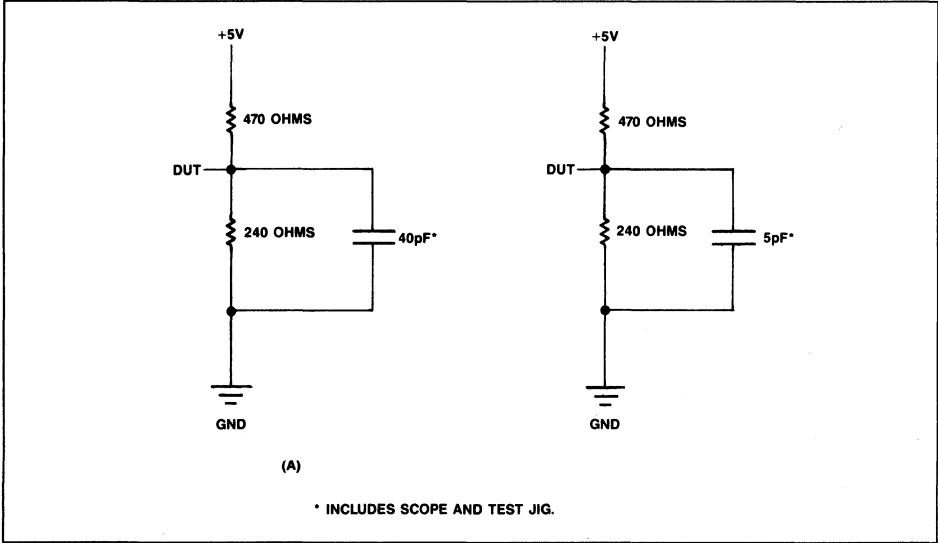 +5V
470 OHMS
DUT
240 OHMS
40pF*
GND
(A)
+5V
470 OHMS
DUT
240 OHMS
5pF*
GND
* INCLUDES SCOPE AND TEST JIG.